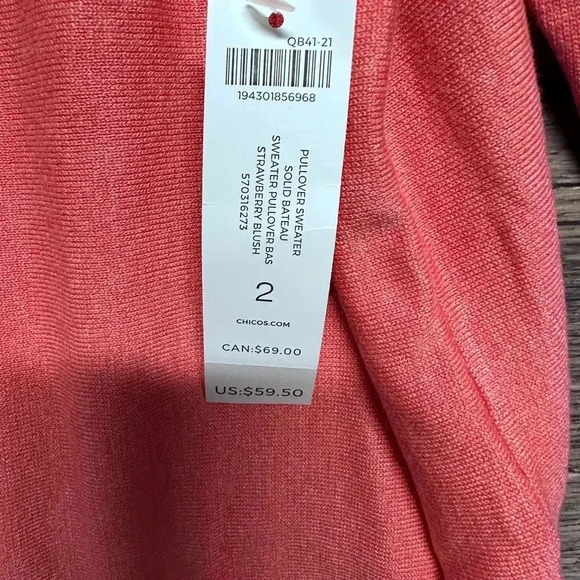 QB41-21
194301856968
PULLOVER SWEATER
SOLID BATEAU
SWEATER PULLOVER BAS
STRAWBERRY BLUSH
570316273
2
CHICOS.COM
CAN:$69.00
US:$59.50